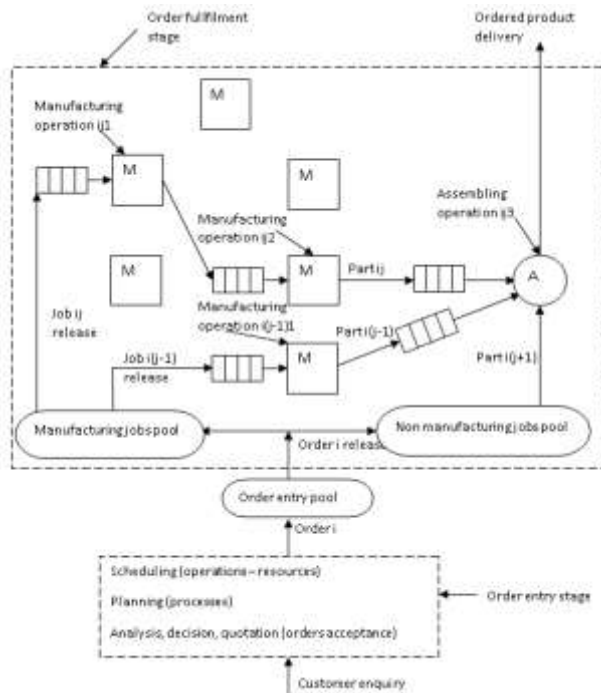 Order fullfilment
stage
Ordered product
delivery
M
Manufacturing
operation ij1
M
M
Assembling
operation ij3
Manufacturing
operation ij2
M
M
Part ij
A
Manufacturing
operation i(j-1)1
Job ij
release
Part i(j-1)
M
Job i(j-1)
release
Part i(j+1)
Manufacturing jobs pool
Non manufacturing jobs pool
Order i release
Order entry pool
Order i
Scheduling (operations – resources)
Planning (processes)
Order entry stage
Analysis, decision, quotation (orders acceptance)
Customer enquiry